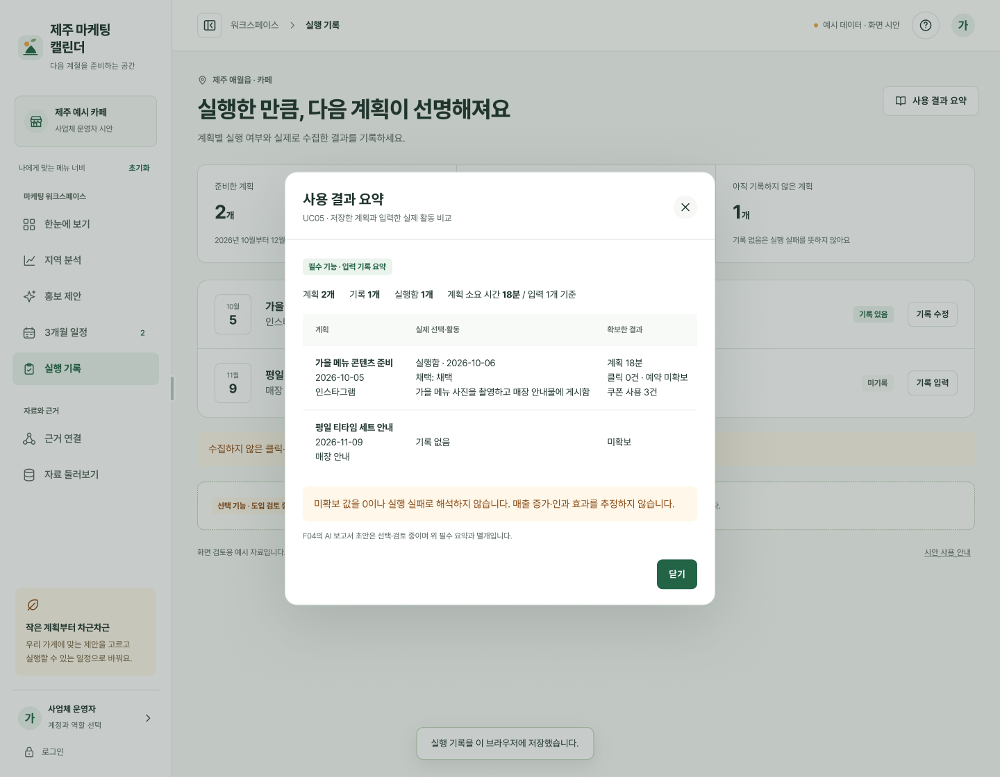 제주 마케팅
캘린더
다음 계절을 준비하는 공간
제주 예시 카페
사업체 운영자 시안
나에게 맞는 메뉴 너비
초기화
마케팅 워크스페이스
한눈에 보기
지역 분석
홍보 제안
3개월 일정
2
실행 기록
자료와 근거
근거 연결
자료 둘러보기
작은 계획부터 차근차근
우리 가게에 맞는 제안을 고르고
실행할 수 있는 일정으로 바꿔요.
가
사업체 운영자
계정과 역할 선택
로그인
워크스페이스
실행 기록
예시 데이터 · 화면 시안
가
제주 애월읍 · 카페
실행한 만큼, 다음 계획이 선명해져요
계획별 실행 여부와 실제로 수집한 결과를 기록하세요.
사용 결과 요약
준비한 계획
2개
2026년 10월부터 12월
아직 기록하지 않은 계획
1개
기록 없음은 실행 실패를 뜻하지 않아요
10월
5
가을
인스타
기록 있음
기록 수정
11월
9
평일
매장
미기록
기록 입력
수집하지 않은 클릭·
선택 기능 · 도입 검토 중
다.
화면 검토용 예시 자료입니다.
시안 사용 안내
사용 결과 요약
UC05 · 저장한 계획과 입력한 실제 활동 비교
필수 기능 · 입력 기록 요약
계획 2개 기록 1개 실행함 1개 계획 소요 시간 18분 / 입력 1개 기준
계획 실제 선택·활동 확보한 결과
가을 메뉴 콘텐츠 준비
2026-10-05
인스타그램
실행함 · 2026-10-06
채택: 채택
가을 메뉴 사진을 촬영하고 매장 안내물에 게시함
계획 18분
클릭 0건 · 예약 미확보
쿠폰 사용 3건
평일 티타임 세트 안내
2026-11-09
매장 안내
기록 없음
미확보
미확보 값을 0이나 실행 실패로 해석하지 않습니다. 매출 증가·인과 효과를 추정하지 않습니다.
F04의 AI 보고서 초안은 선택·검토 중이며 위 필수 요약과 별개입니다.
닫기
실행 기록을 이 브라우저에 저장했습니다.